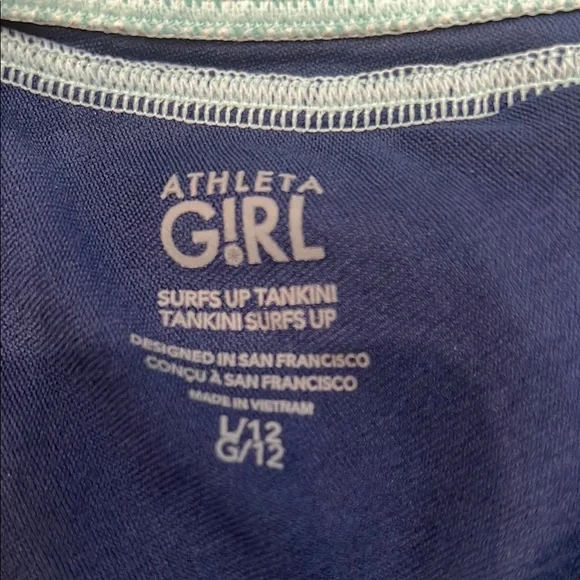 ATHLETA
G!RL
SURFS UP TANKINI
TANKINI SURFS UP
DESIGNED IN SAN FRANCISCO
CONÇU À SAN FRANCISCO
MADE IN VIETNAM
L/12
G/12